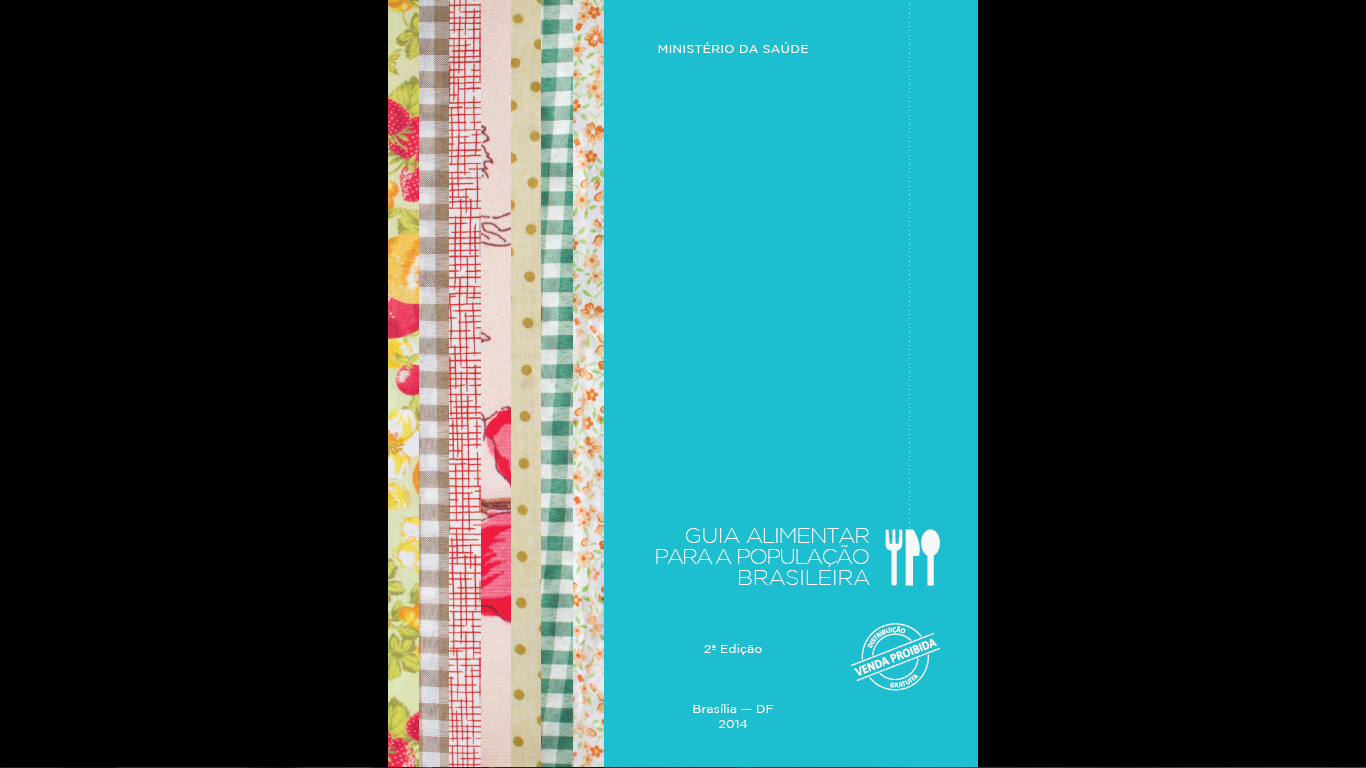 MINISTÉRIO DA SAÚDE
GUIA ALIMENTAR
PARA A POPULAÇÃO
BRASILEIRA
2ª Edição
DISTRIBUIÇÃO
VENDA PROIBIDA
GRATUITA
Brasília — DF
2014